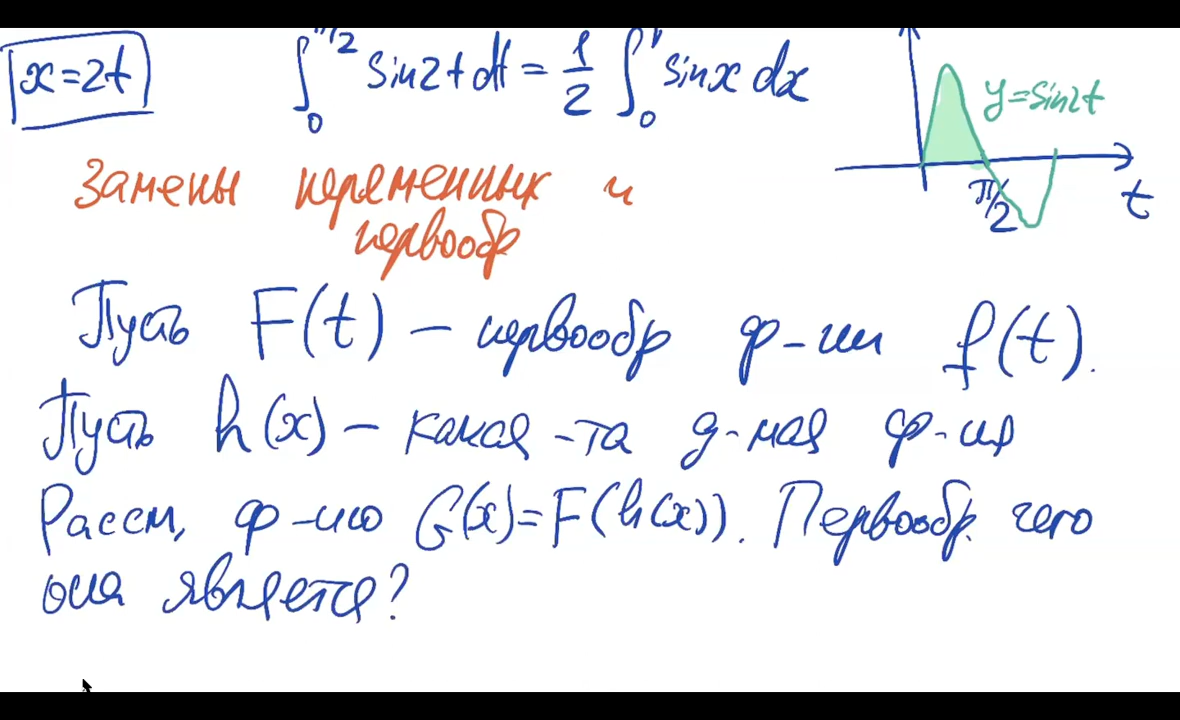 x=2t
∫₀^π/2 sin2t dt = 1/2 ∫₀ sinx dx
y=sin2t
π/2
t
Замены переменных и
первообр
Пусть F(t) – первообр ф-ии f(t).
Пусть h(x) – какая-та д-мая ф-ия
Рассм, ф-ию G(x)=F(h(x)). Первообр. чего
она является?